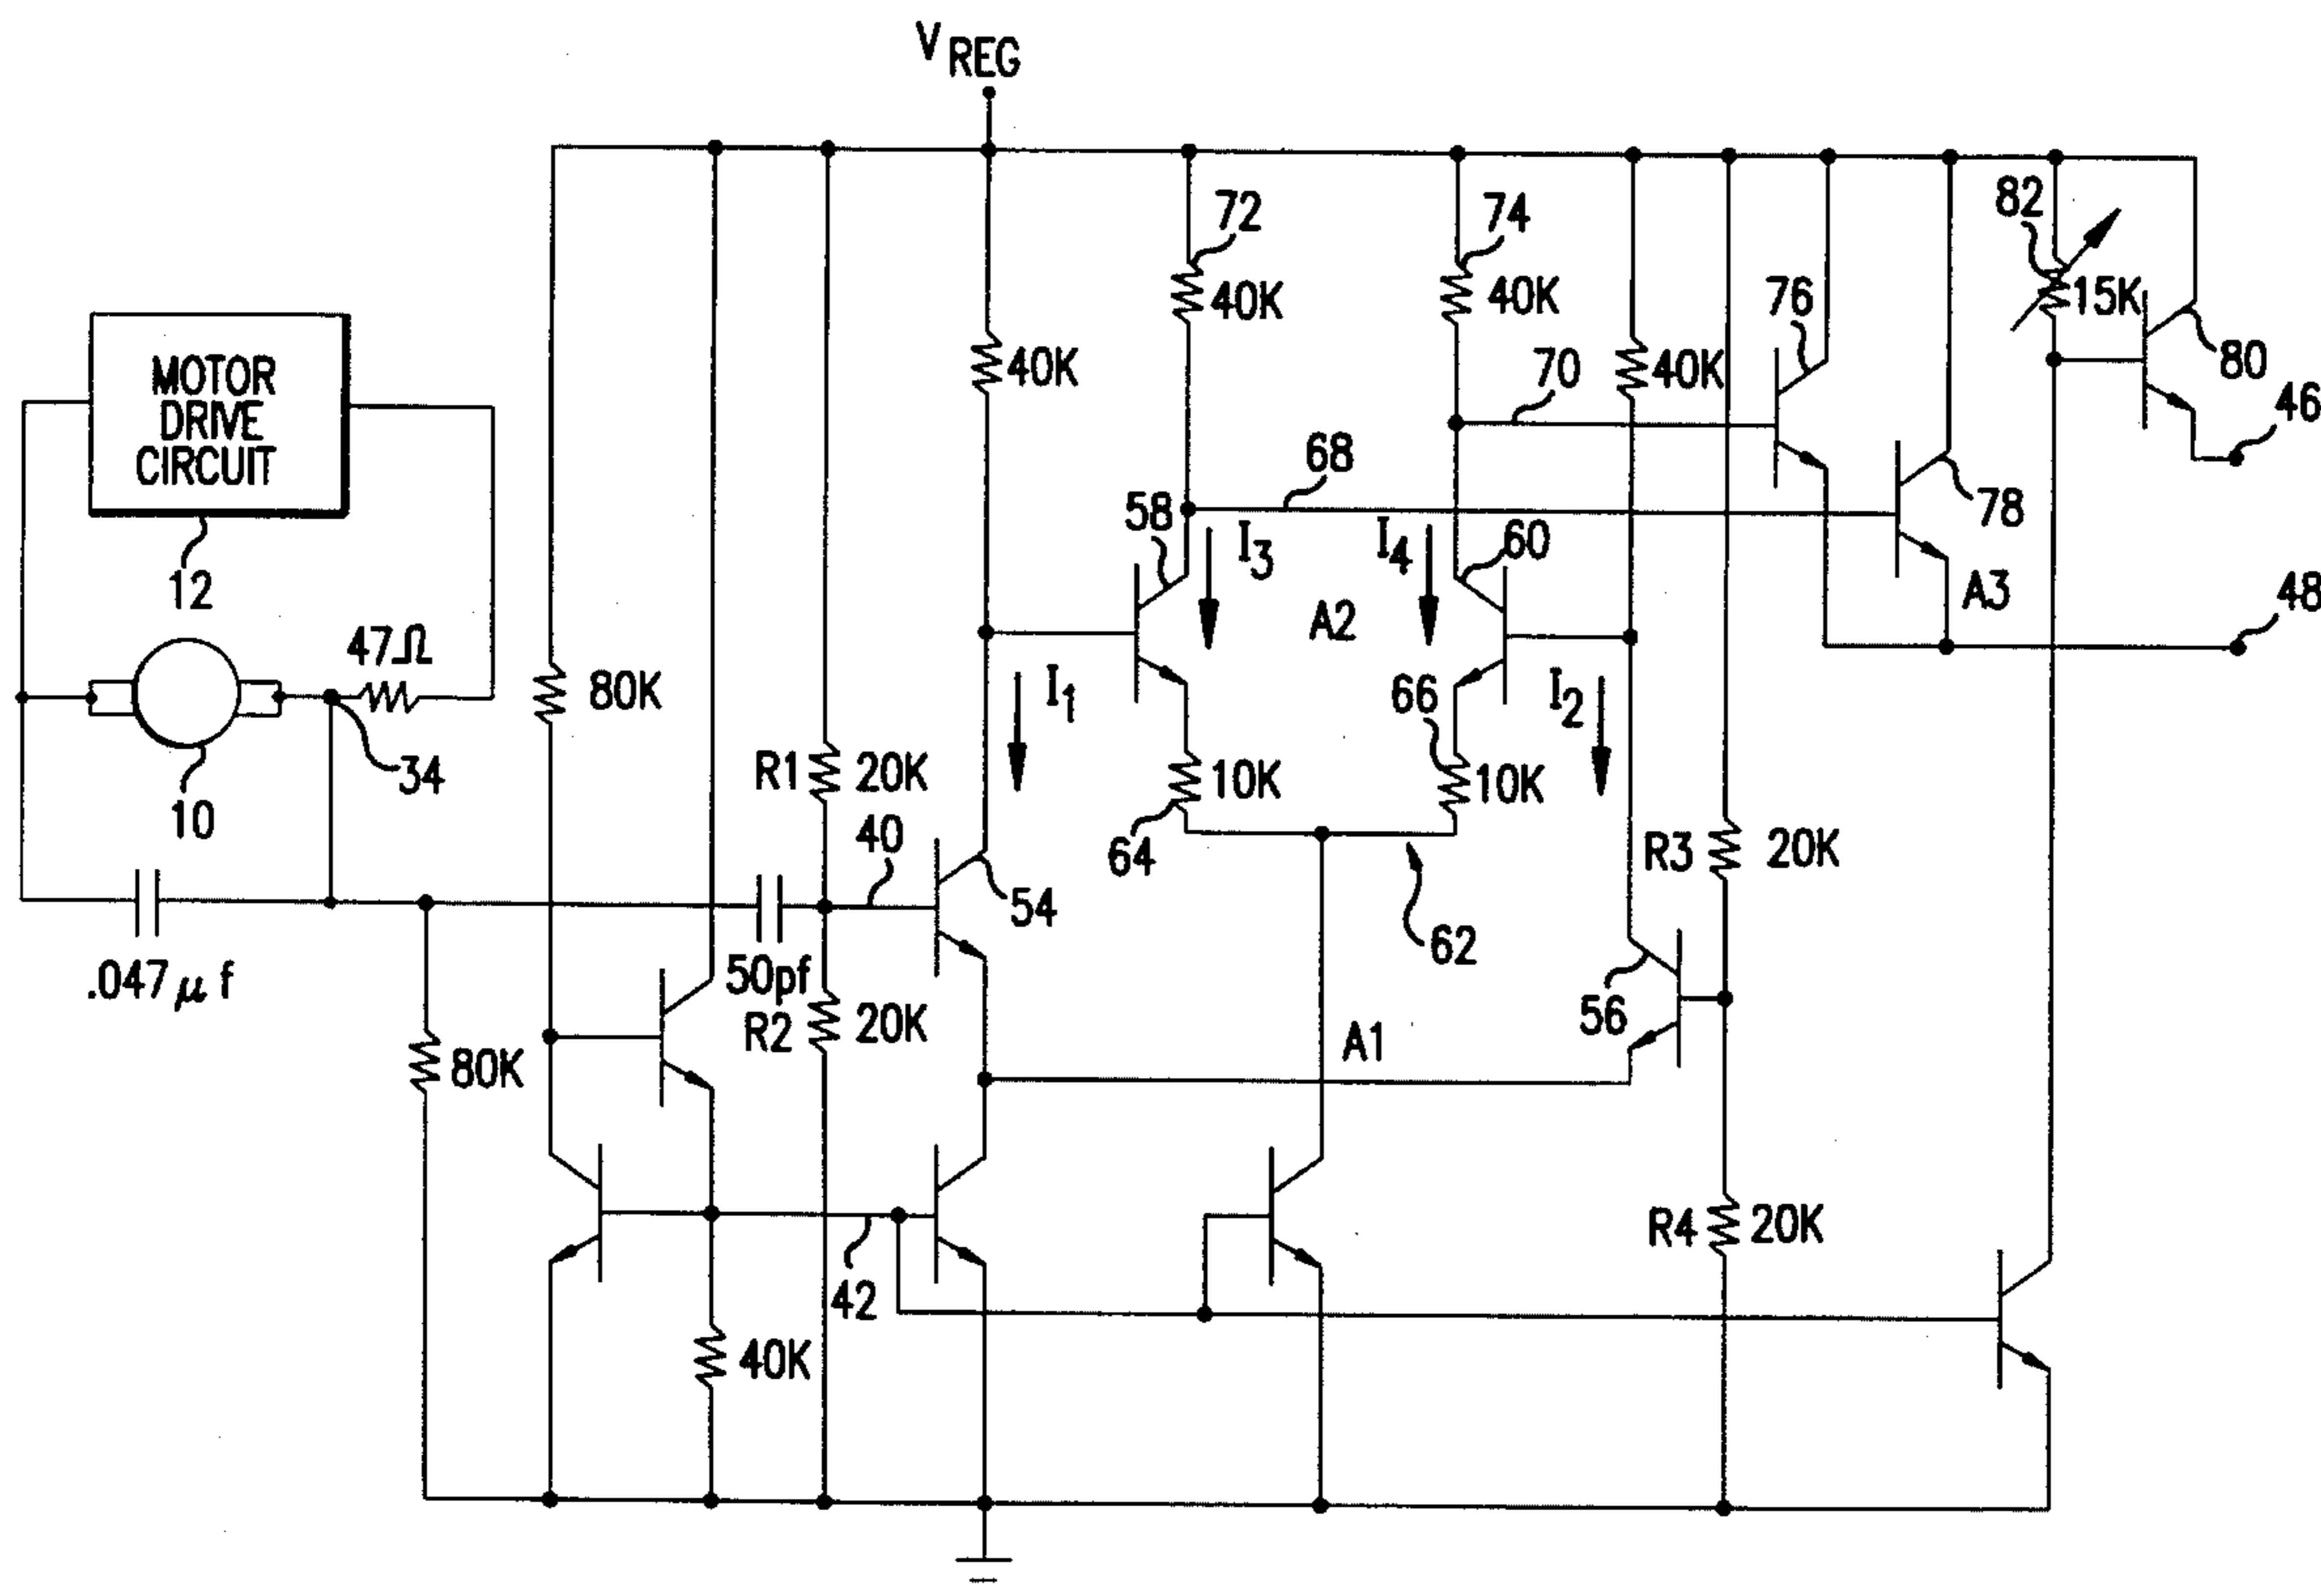 V REG
72
40K
74
40K
82
15K
80
46
76
70
40K
40K
MOTOR
DRIVE
CIRCUIT
12
68
58
I3
I4
60
78
A2
A3
48
47Ω
34
10
80K
I1
66
I2
R1 20K
10K
10K
64
40
54
62
R3 20K
.047μf
50pf
R2 20K
56
80K
A1
42
R4 20K
40K